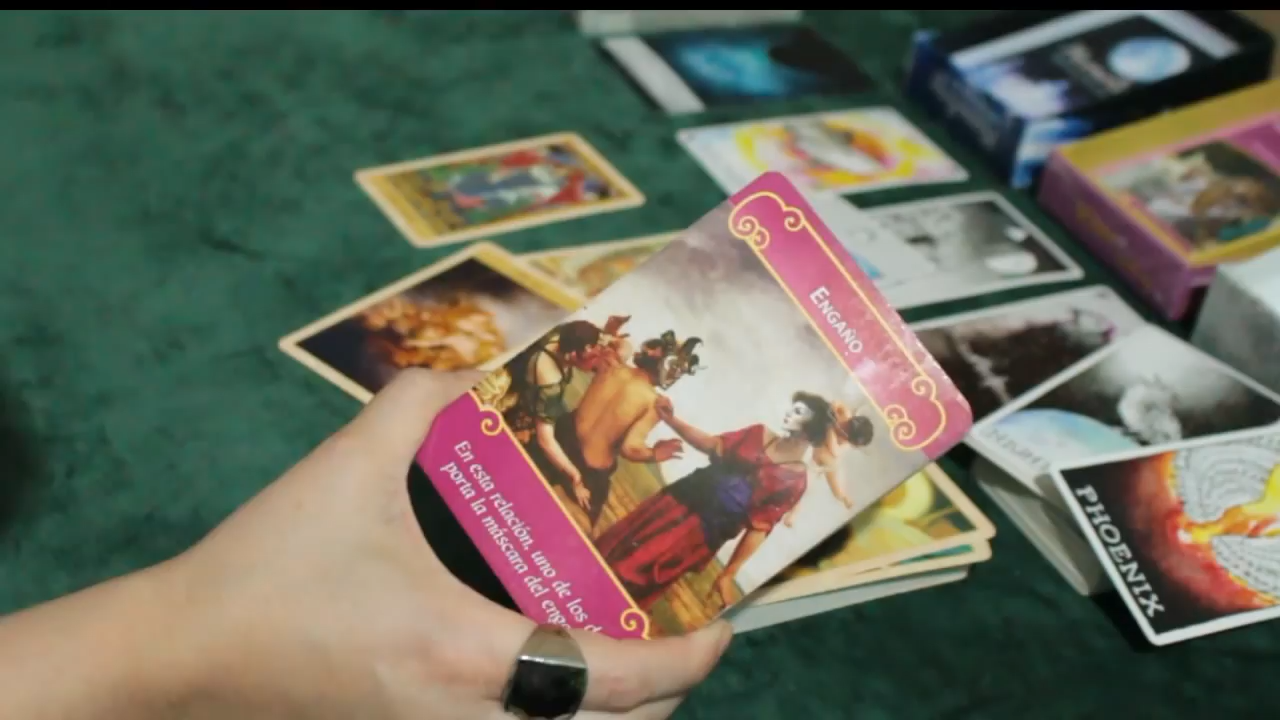 ENGAÑO
En esta relación, uno de los
porta la máscara del
PHOENIX